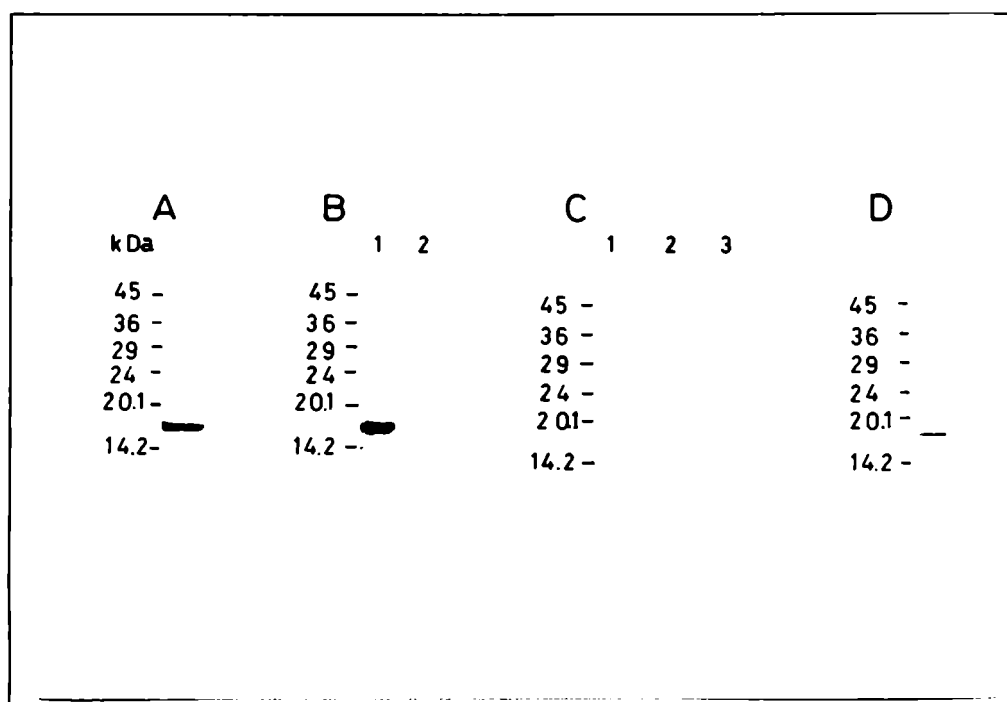 A B C D
kDa 1 2 1 2 3
45 – 45 – 45 – 45 –
36 – 36 – 36 – 36 –
29 – 29 – 29 – 29 –
24 – 24 – 24 – 24 –
20.1 – 20.1 – 20.1 – 20.1 –
14.2 – 14.2 – 14.2 – 14.2 –